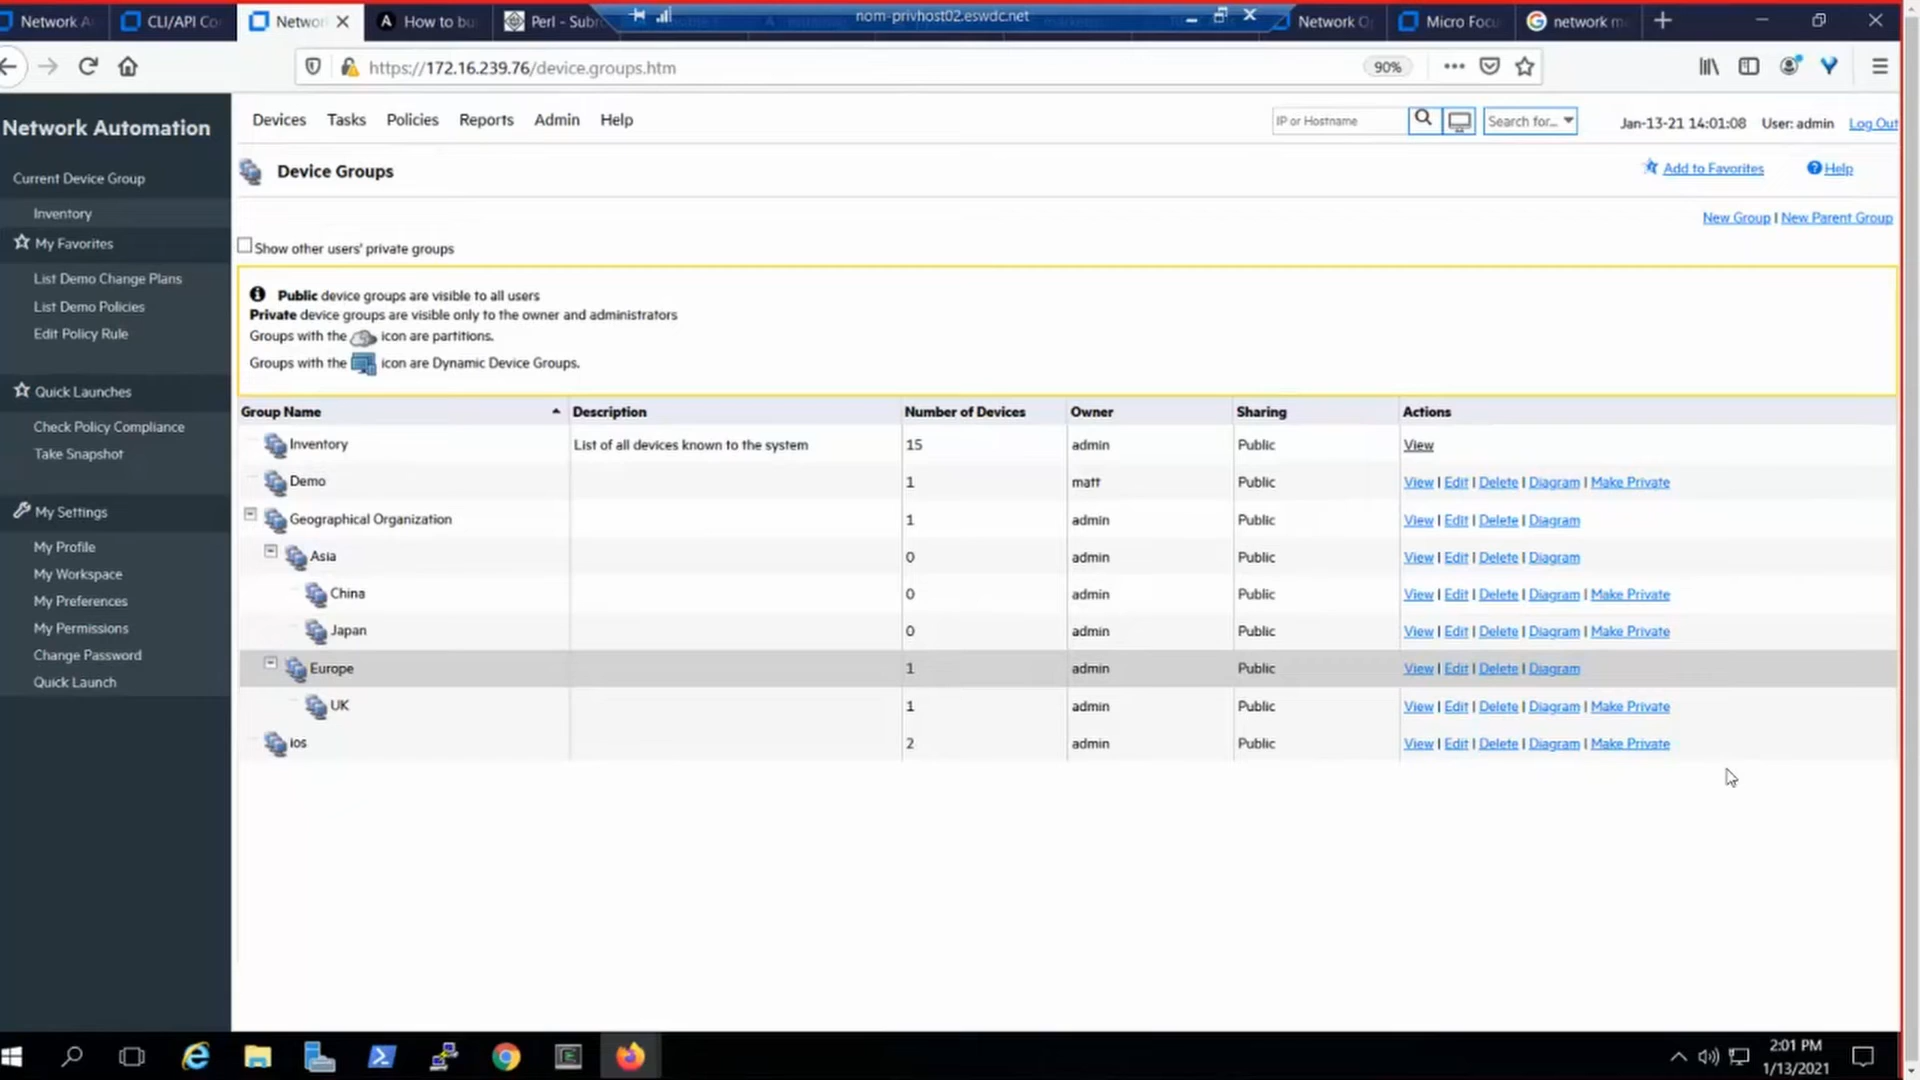 Network A
CLI/API Co
Networ
How to bu
Perl - Subro
nom-privhost02.eswdc.net
Network O
Micro Focu
network m
https://172.16.239.76/device.groups.htm
90%
Network Automation
Devices Tasks Policies Reports Admin Help
IP or Hostname
Search for...
Jan-13-21 14:01:08 User: admin Log Out
Current Device Group
Inventory
My Favorites
List Demo Change Plans
List Demo Policies
Edit Policy Rule
Quick Launches
Check Policy Compliance
Take Snapshot
My Settings
My Profile
My Workspace
My Preferences
My Permissions
Change Password
Quick Launch
Device Groups
Add to Favorites Help
New Group | New Parent Group
Show other users' private groups
Public device groups are visible to all users
Private device groups are visible only to the owner and administrators
Groups with the icon are partitions.
Groups with the icon are Dynamic Device Groups.
Group Name Description Number of Devices Owner Sharing Actions
Inventory List of all devices known to the system 15 admin Public View
Demo 1 matt Public View | Edit | Delete | Diagram | Make Private
Geographical Organization 1 admin Public View | Edit | Delete | Diagram
Asia 0 admin Public View | Edit | Delete | Diagram
China 0 admin Public View | Edit | Delete | Diagram | Make Private
Japan 0 admin Public View | Edit | Delete | Diagram | Make Private
Europe 1 admin Public View | Edit | Delete | Diagram
UK 1 admin Public View | Edit | Delete | Diagram | Make Private
ios 2 admin Public View | Edit | Delete | Diagram | Make Private
2:01 PM
1/13/2021